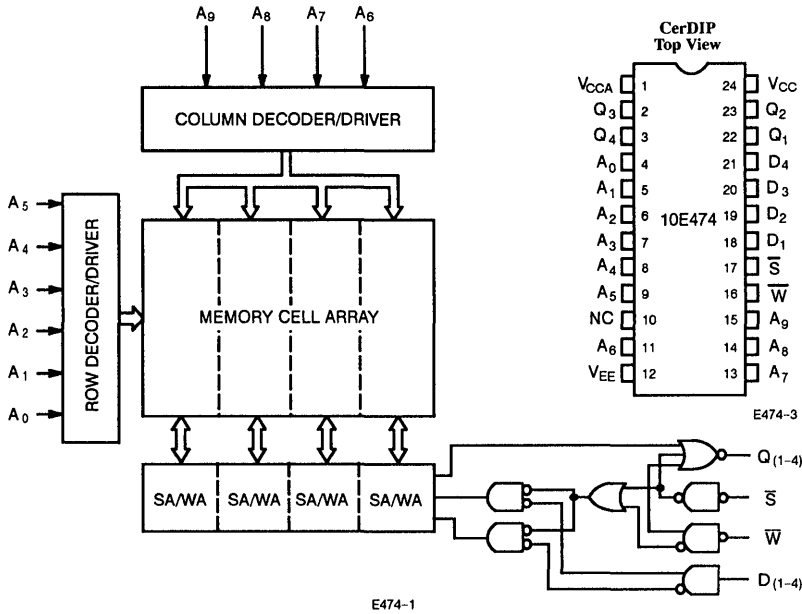 A9 A8 A7 A6
COLUMN DECODER/DRIVER
A5
A4
A3
A2
A1
A0
ROW DECODER/DRIVER
MEMORY CELL ARRAY
SA/WA SA/WA SA/WA SA/WA
CerDIP
Top View
VCCA 1 24 VCC
Q3 2 23 Q2
Q4 3 22 Q1
A0 4 21 D4
A1 5 20 D3
A2 6 10E474 19 D2
A3 7 18 D1
A4 8 17 S̅
A5 9 16 W̅
NC 10 15 A9
A6 11 14 A8
VEE 12 13 A7
E474-3
Q(1-4)
S̅
W̅
D(1-4)
E474-1